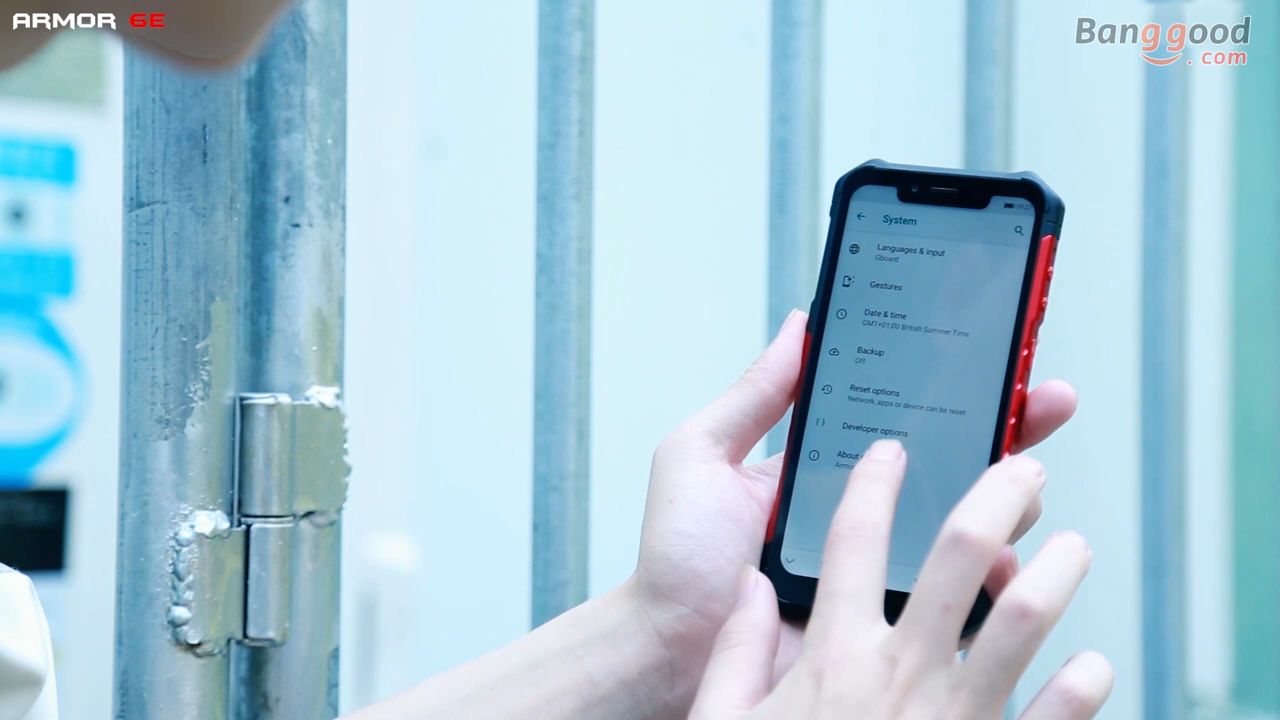 ARMOR 6E
Banggood
.com
System
Languages & input
Gboard
Gestures
Date & time
GMT+01:00 British Summer Time
Backup
Off
Reset options
Network, apps or device can be reset
Developer options
About